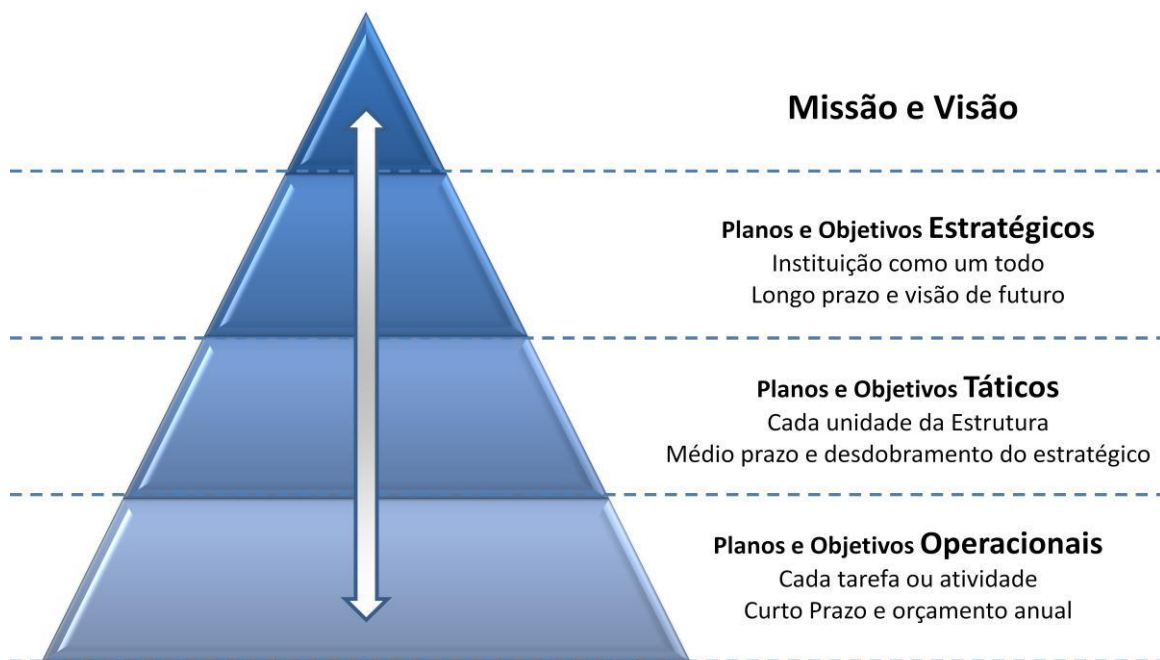 Missão e Visão
Planos e Objetivos Estratégicos
Instituição como um todo
Longo prazo e visão de futuro
Planos e Objetivos Táticos
Cada unidade da Estrutura
Médio prazo e desdobramento do estratégico
Planos e Objetivos Operacionais
Cada tarefa ou atividade
Curto Prazo e orçamento anual